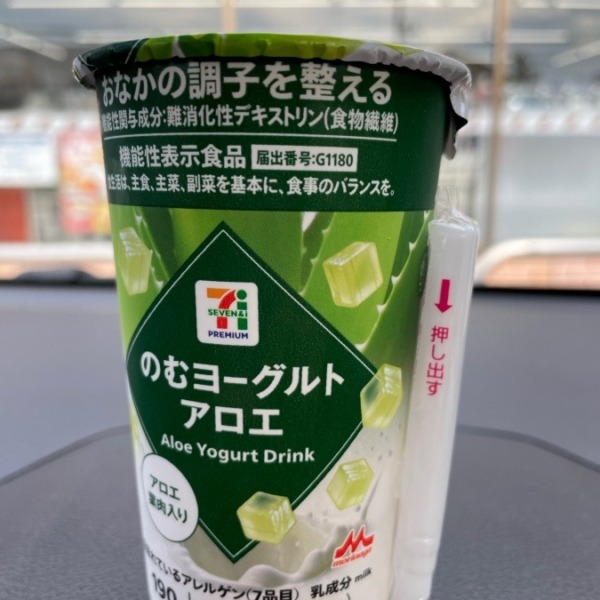 おなかの調子を整える
能性関与成分:難消化性デキストリン(食物繊維)
機能性表示食品 届出番号:G1180
生活は、主食、主菜、副菜を基本に、食事のバランスを。
SEVEN&i
PREMIUM
のむヨーグルト
アロエ
Aloe Yogurt Drink
アロエ
葉肉入り
押し出す
morinaga
ているアレルゲン(7品目) 乳成分 milk
190